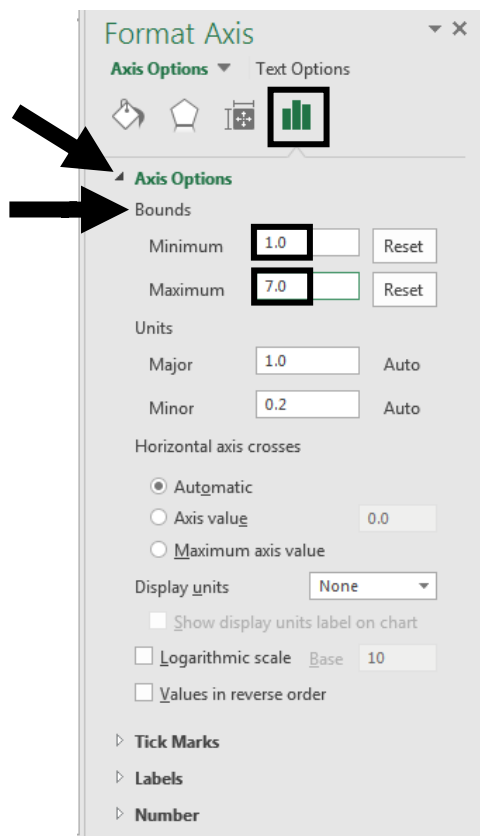 Format Axis
Axis Options Text Options
Axis Options
Bounds
Minimum 1.0 Reset
Maximum 7.0 Reset
Units
Major 1.0 Auto
Minor 0.2 Auto
Horizontal axis crosses
Automatic
Axis value 0.0
Maximum axis value
Display units None
Show display units label on chart
Logarithmic scale Base 10
Values in reverse order
Tick Marks
Labels
Number